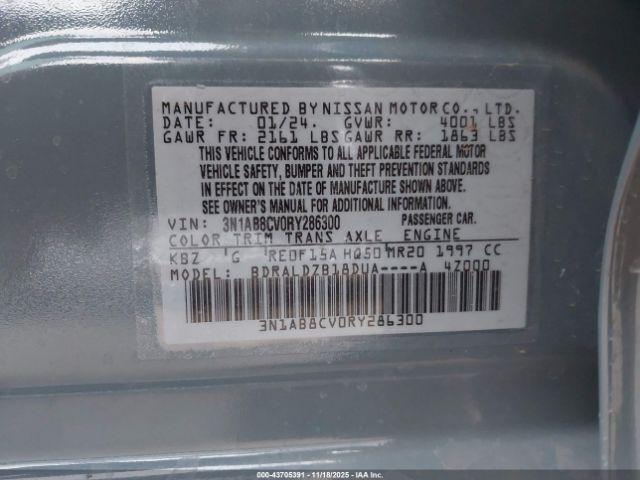 MANUFACTURED BY NISSAN MOTOR CO., LTD.
DATE: 01/24. GVWR: 4001 LBS
GAWR FR: 2161 LBS GAWR RR: 1863 LBS
THIS VEHICLE CONFORMS TO ALL APPLICABLE FEDERAL MOTOR
VEHICLE SAFETY, BUMPER AND THEFT PREVENTION STANDARDS
IN EFFECT ON THE DATE OF MANUFACTURE SHOWN ABOVE.
SEE OWNER'S MANUAL FOR ADDITIONAL INFORMATION.
VIN: 3N1AB8CV0RY286300 PASSENGER CAR.
COLOR TRIM TRANS AXLE ENGINE
KBZ G RE0F15A HQ50 MR20 1997 CC
MODEL: BDRALDZB18DUA----A 4Z000
3N1AB8CV0RY286300
000-43705391 | 11/18/2025 - IAA, Inc.